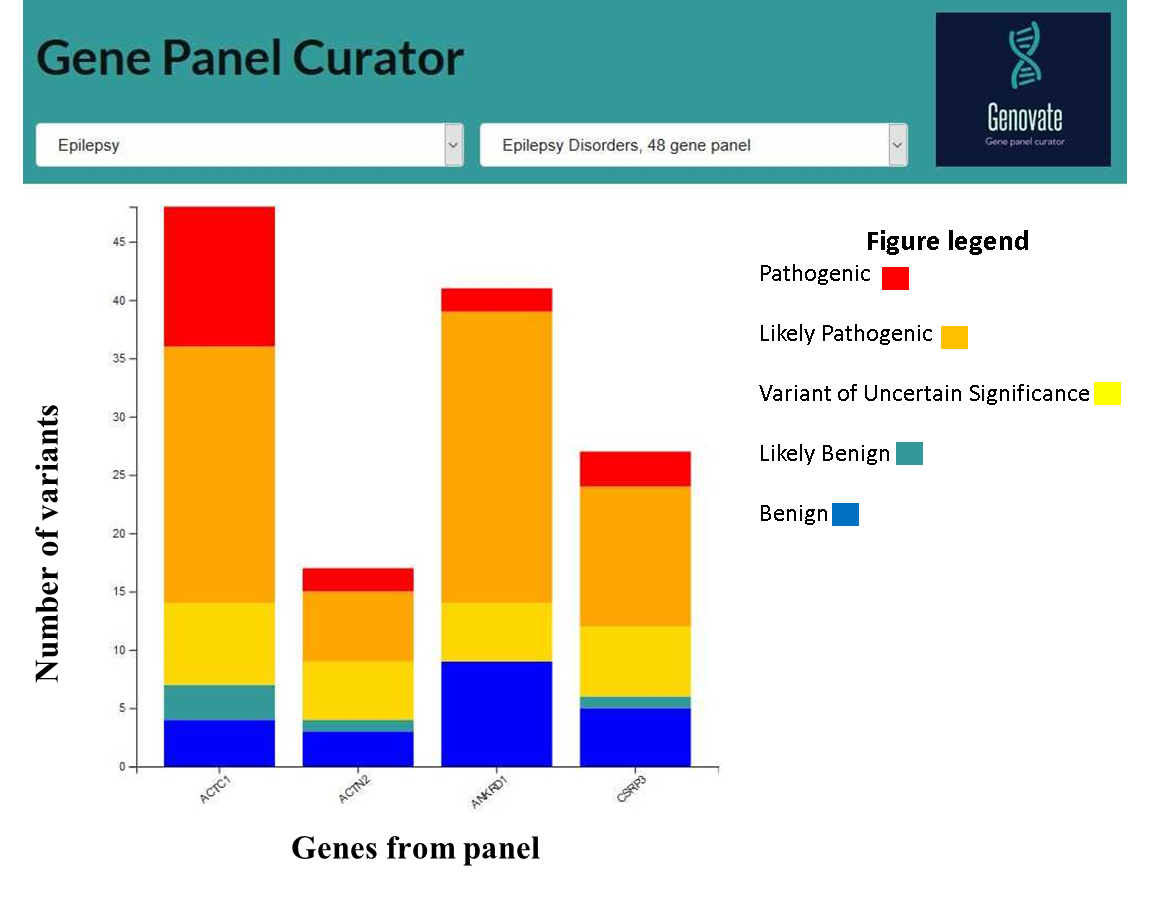 Gene Panel Curator
Genovate
Gene panel curator
Epilepsy
Epilepsy Disorders, 48 gene panel
Figure legend
Pathogenic
Likely Pathogenic
Variant of Uncertain Significance
Likely Benign
Benign
Number of variants
45
40
35
30
25
20
15
10
5
0
ACTC1
ACTN2
ANKRD1
CSRP3
Genes from panel